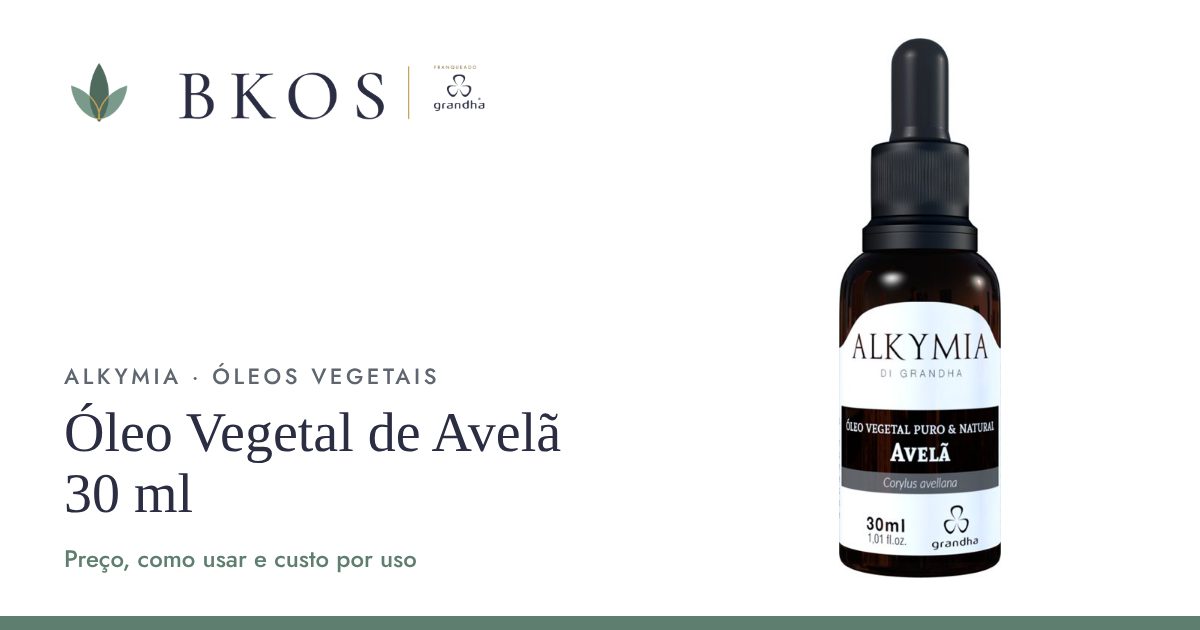 BKOS
FRANQUEADO
grandha
ALKYMIA · ÓLEOS VEGETAIS
Óleo Vegetal de Avelã
30 ml
Preço, como usar e custo por uso
ALKYMIA
DI GRANDHA
ÓLEO VEGETAL PURO & NATURAL
AVELÃ
Corylus avellana
30ml
1,01 fl.oz.
grandha